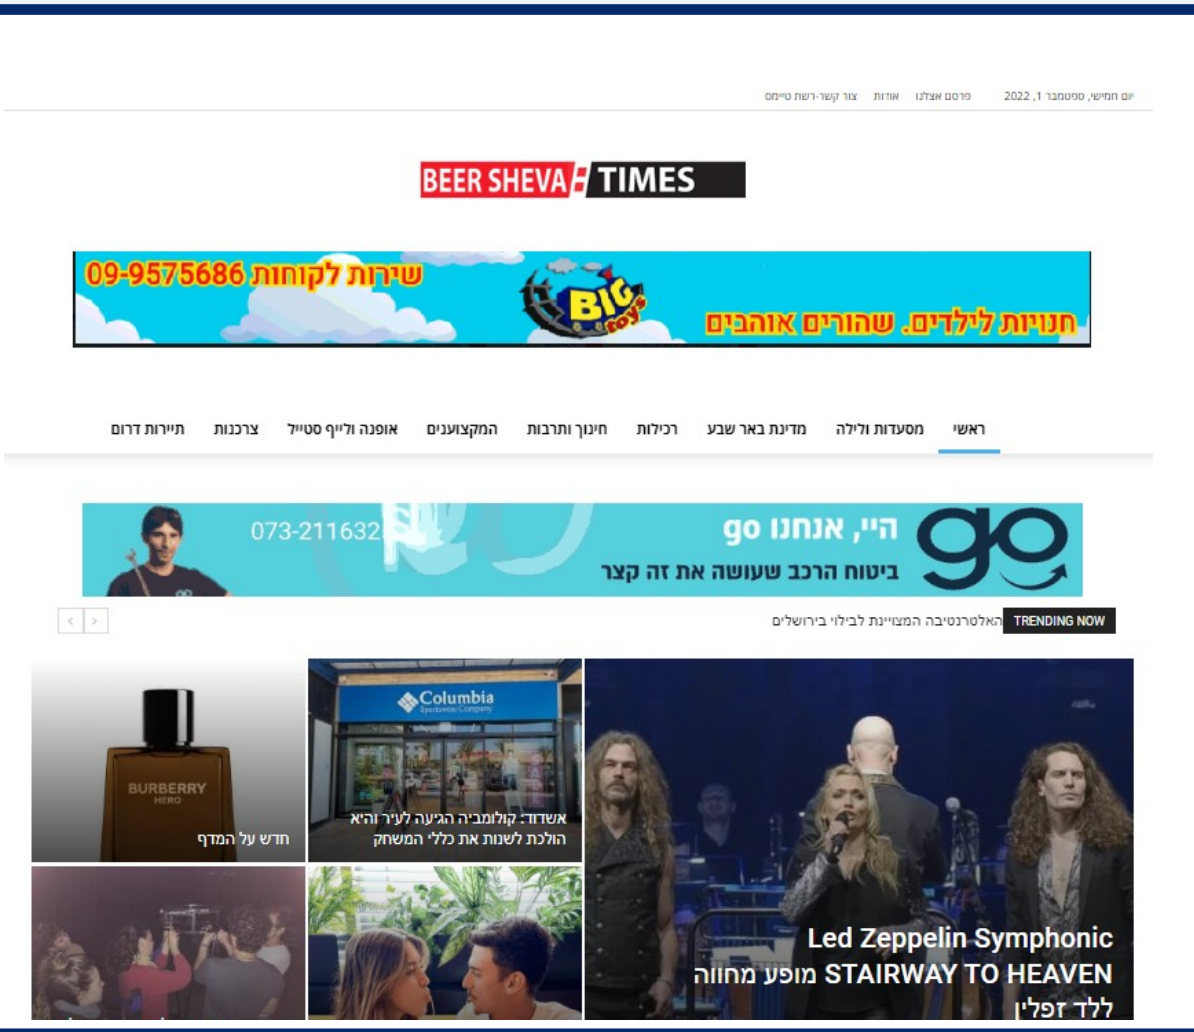 יום חמישי, ספטמבר 1, 2022 פרסם אצלנו אודות צור קשר-רשת טיימס
BEER SHEVA TIMES
שירות לקוחות 09-9575686
BIG toys
חנויות לילדים. שהורים אוהבים
ראשי מסעדות ולילה מדינת באר שבע רכילות חינוך ותרבות המקצוענים אופנה ולייף סטייל צרכנות תיירות דרום
go
היי, אנחנו go
ביטוח הרכב שעושה את זה קצר
073-2116325
TRENDING NOW האלטרנטיבה המצויינת לבילוי בירושלים
Led Zeppelin Symphonic
STAIRWAY TO HEAVEN מופע מחווה
ללד זפלין
Columbia
Sportswear Company
אשדוד: קולומביה הגיעה לעיר והיא
הולכת לשנות את כללי המשחק
BURBERRY
HERO
חדש על המדף